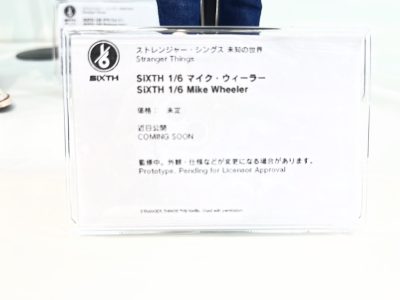 ストレンジャー・シングス 未知の世界
Stranger Things
SiXTH
SiXTH 1/6 マイク・ウィーラー
SiXTH 1/6 Mike Wheeler
価格： 未定
近日公開
COMING SOON
監修中。外観・仕様などが変更になる場合があります。
Prototype. Pending for Licensor Approval